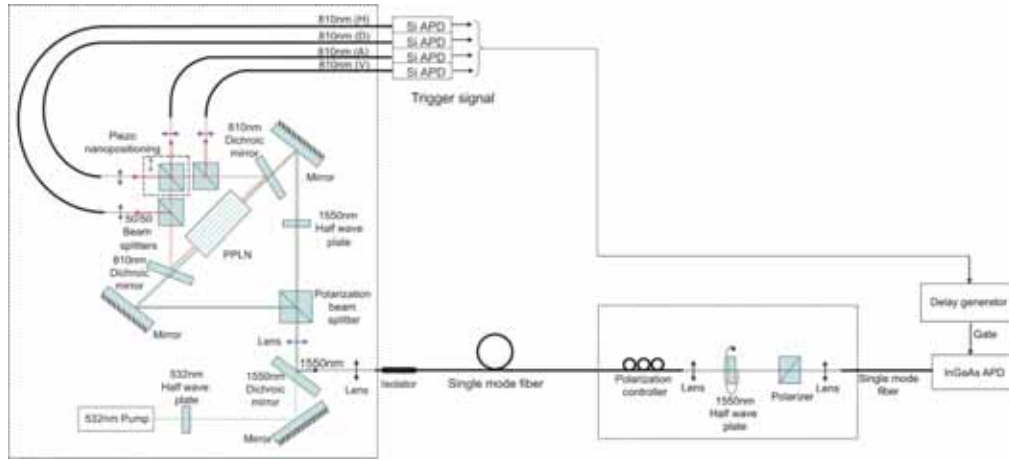 810nm (H)
810nm (D)
810nm (A)
810nm (V)
Si APD
Si APD
Si APD
Si APD
Trigger signal
Piezo
nanopositioning
810nm
Dichroic
mirror
Mirror
1550nm
Half wave
plate
50/50
Beam
splitters
PPLN
810nm
Dichroic
mirror
Mirror
Polarization
beam
splitter
Lens
1550nm
Lens
Isolator
Single mode fiber
1550nm
Dichroic
mirror
532nm
Half wave
plate
532nm Pump
Mirror
Polarization
controller
Lens
1550nm
Half wave
plate
Polarizer
Lens
Single mode
fiber
Delay generator
Gate
InGaAs APD